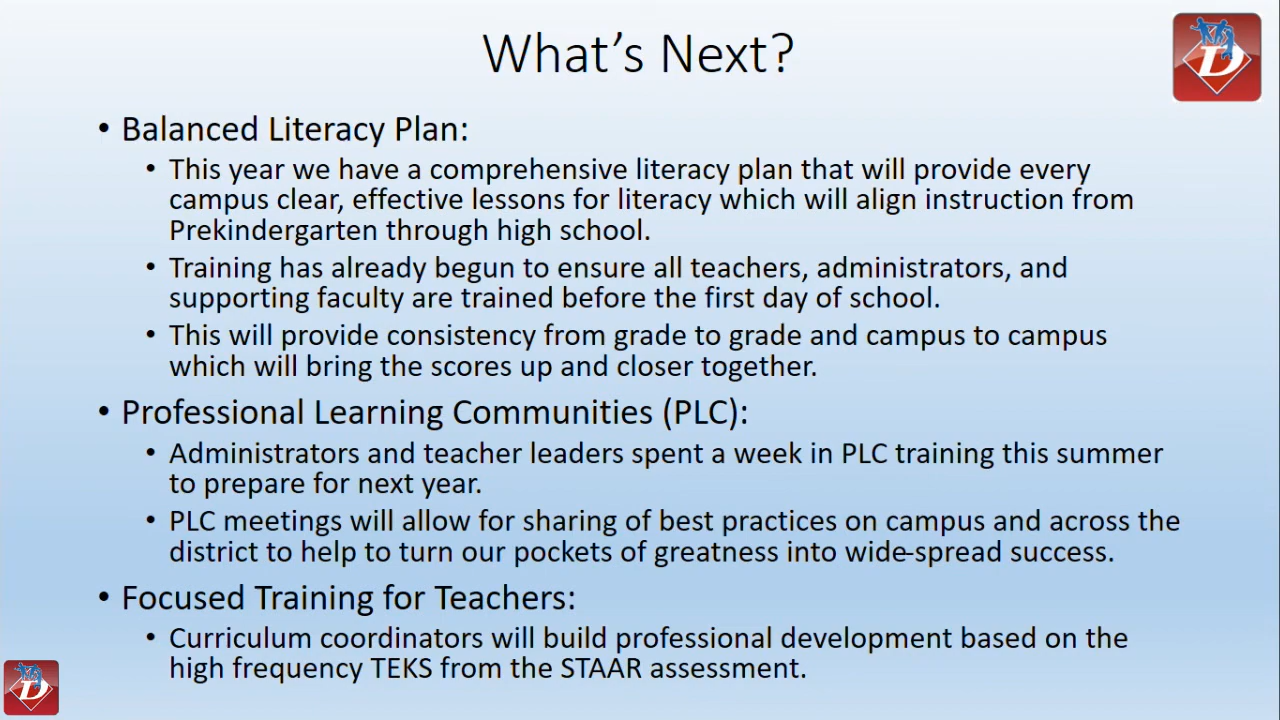 What's Next?
D
• Balanced Literacy Plan:
• This year we have a comprehensive literacy plan that will provide every
campus clear, effective lessons for literacy which will align instruction from
Prekindergarten through high school.
• Training has already begun to ensure all teachers, administrators, and
supporting faculty are trained before the first day of school.
• This will provide consistency from grade to grade and campus to campus
which will bring the scores up and closer together.
• Professional Learning Communities (PLC):
• Administrators and teacher leaders spent a week in PLC training this summer
to prepare for next year.
• PLC meetings will allow for sharing of best practices on campus and across the
district to help to turn our pockets of greatness into wide-spread success.
• Focused Training for Teachers:
• Curriculum coordinators will build professional development based on the
high frequency TEKS from the STAAR assessment.
D